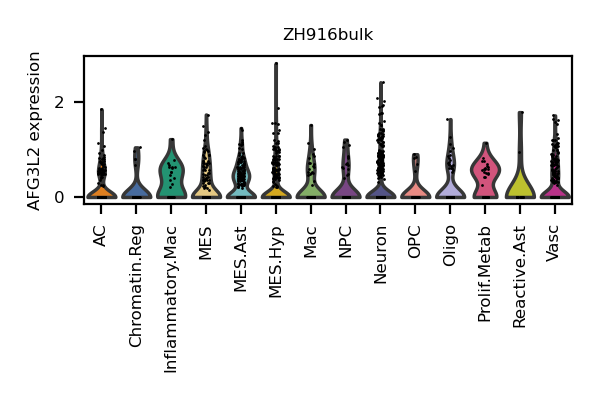 ZH916bulk
AFG3L2 expression
2
0
AC
Chromatin.Reg
Inflammatory.Mac
MES
MES.Ast
MES.Hyp
Mac
NPC
Neuron
OPC
Oligo
Prolif.Metab
Reactive.Ast
Vasc